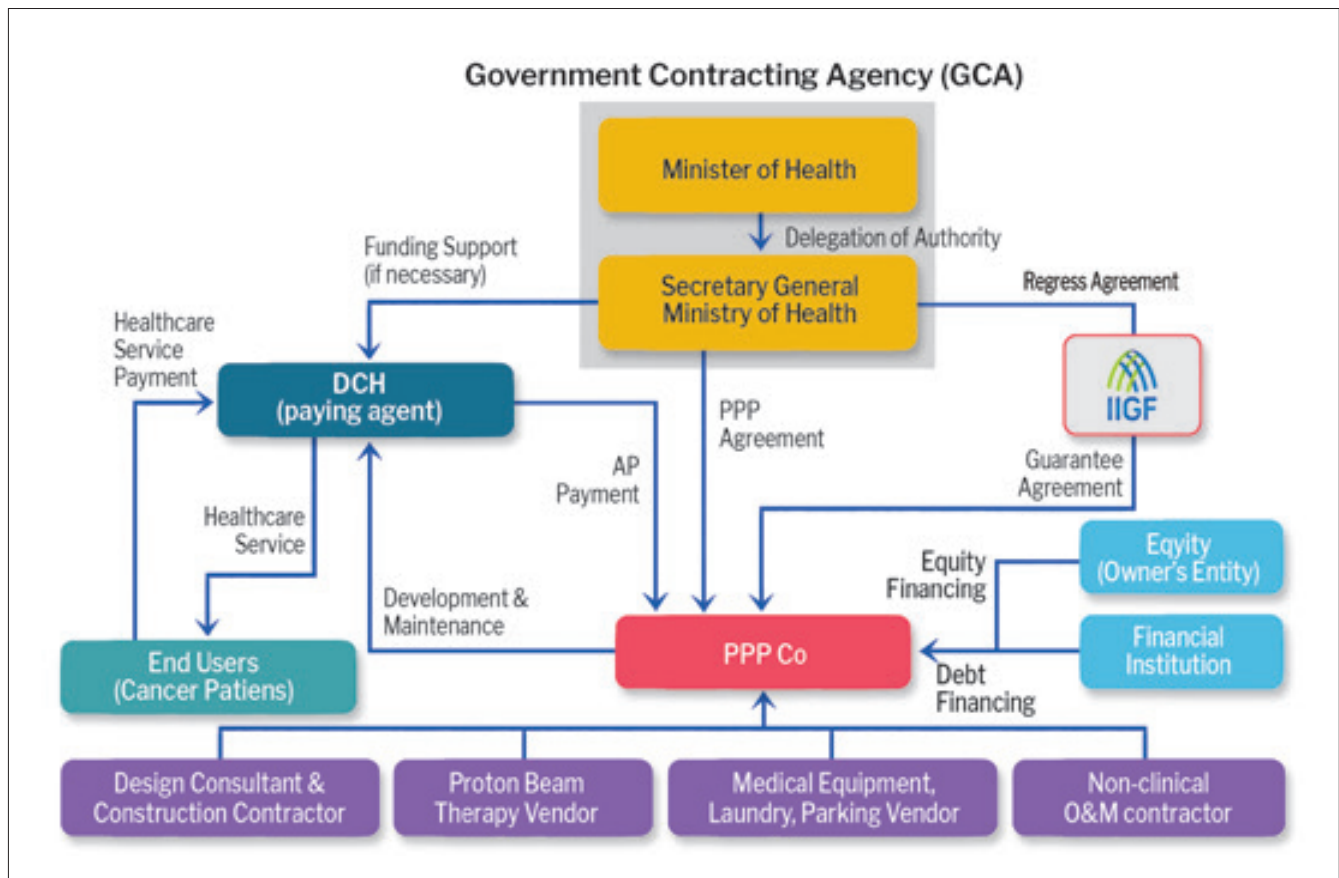 Government Contracting Agency (GCA)
Minister of Health
Delegation of Authority
Funding Support
(if necessary)
Secretary General
Ministry of Health
Regress Agreement
Healthcare
Service
Payment
DCH
(paying agent)
IIGF
PPP
Agreement
AP
Payment
Guarantee
Agreement
Healthcare
Service
Eqyity
(Owner's Entity)
Equity
Financing
Development &
Maintenance
PPP Co
Financial
Institution
End Users
(Cancer Patiens)
Debt
Financing
Design Consultant &
Construction Contractor
Proton Beam
Therapy Vendor
Medical Equipment,
Laundry, Parking Vendor
Non-clinical
O&M contractor